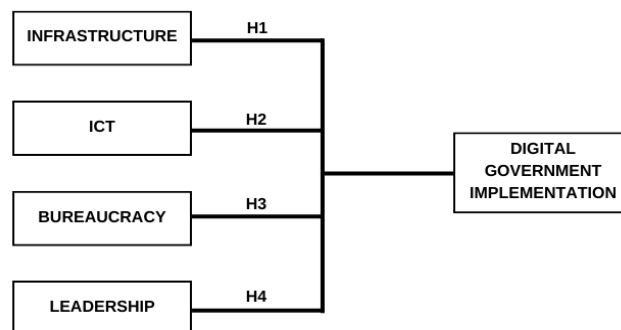 INFRASTRUCTURE
H1
ICT
H2
BUREAUCRACY
H3
LEADERSHIP
H4
DIGITAL
GOVERNMENT
IMPLEMENTATION